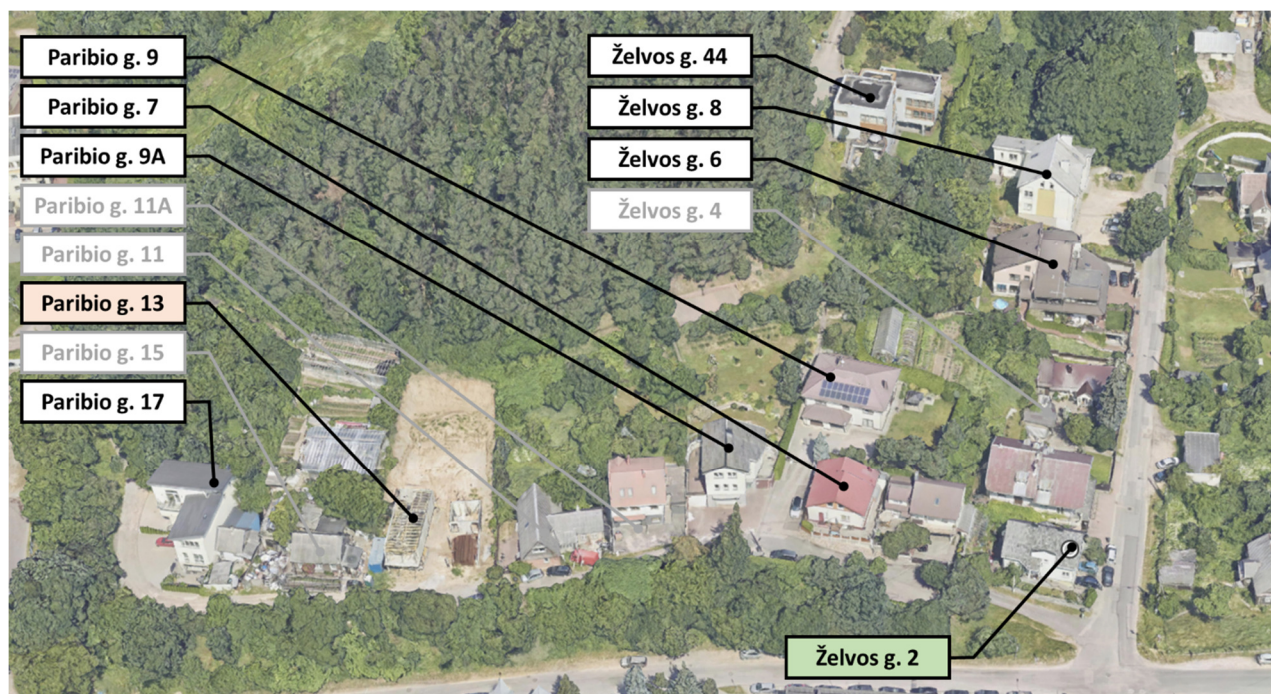 Paribio g. 9
Paribio g. 7
Paribio g. 9A
Paribio g. 11A
Paribio g. 11
Paribio g. 13
Paribio g. 15
Paribio g. 17
Želvos g. 44
Želvos g. 8
Želvos g. 6
Želvos g. 4
Želvos g. 2